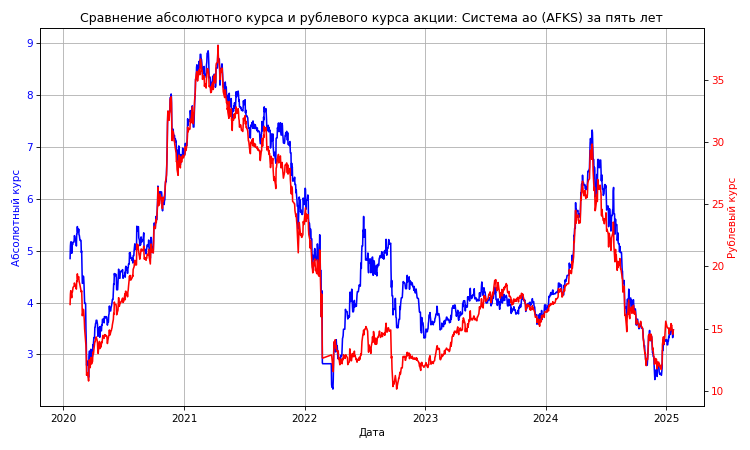 Сравнение абсолютного курса и рублевого курса акции: Система ао (AFKS) за пять лет
Абсолютный курс
9
8
7
6
5
4
3
35
30
25
20
15
10
Рублевый курс
2020 2021 2022 2023 2024 2025
Дата